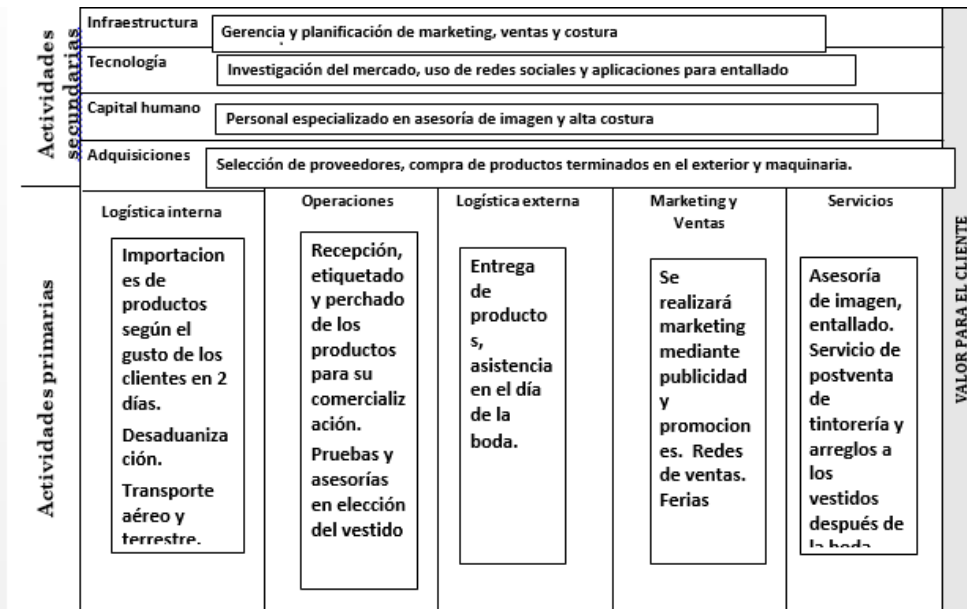 Actividades
secundarias
Infraestructura
Gerencia y planificación de marketing, ventas y costura
Tecnología
Investigación del mercado, uso de redes sociales y aplicaciones para entallado
Capital humano
Personal especializado en asesoría de imagen y alta costura
Adquisiciones
Selección de proveedores, compra de productos terminados en el exterior y maquinaria.
Actividades primarias
Logística interna
Importacion
es de
productos
según el
gusto de los
clientes en 2
días.
Desaduaniza
ción.
Transporte
aéreo y
terrestre.
Operaciones
Recepción,
etiquetado
y perchado
de los
productos
para su
comercializ
ación.
Pruebas y
asesorías
en elección
del vestido
Logística externa
Entrega
de
producto
s,
asistencia
en el día
de la
boda.
Marketing y
Ventas
Se
realizará
marketing
mediante
publicidad
y
promocion
es. Redes
de ventas.
Ferias
Servicios
Asesoría
de imagen,
entallado.
Servicio de
postventa
de
tintorería y
arreglos a
los
vestidos
después de
la boda
VALOR PARA EL CLIENTE